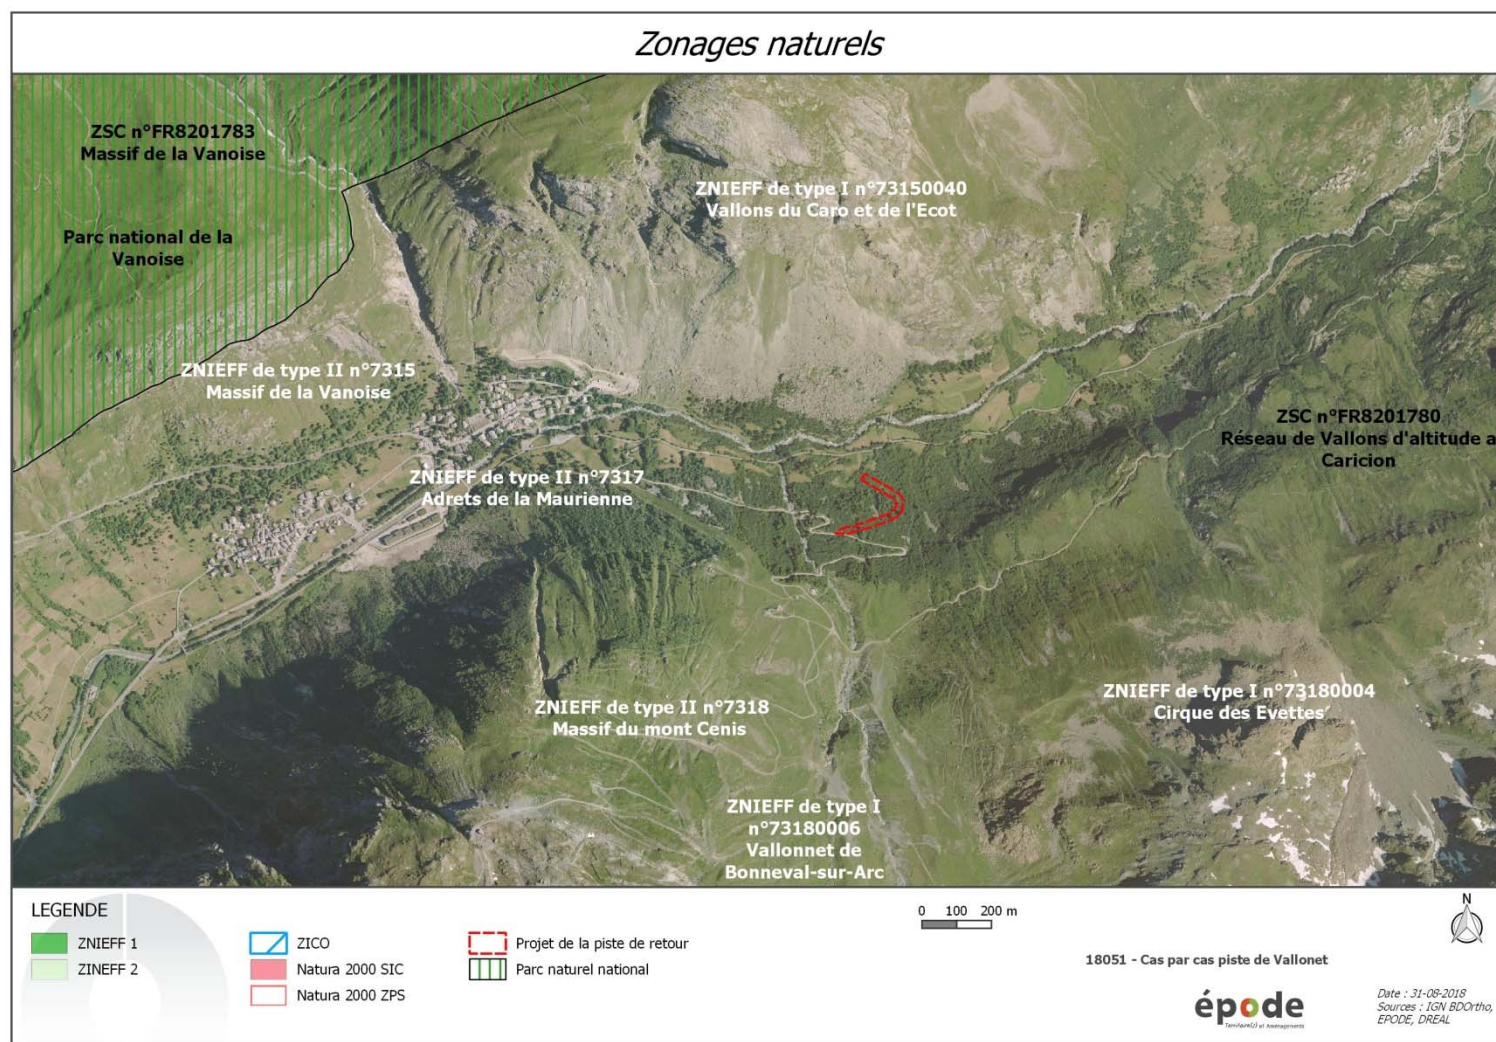 Zonages naturels
ZSC n°FR8201783
Massif de la Vanoise
Parc national de la
Vanoise
ZNIEFF de type I n°73150040
Vallons du Caro et de l'Ecot
ZNIEFF de type II n°7315
Massif de la Vanoise
ZSC n°FR8201780
Réseau de Vallons d'altitude a
Caricion
ZNIEFF de type II n°7317
Adrets de la Maurienne
ZNIEFF de type I n°73180004
Cirque des Evettes
ZNIEFF de type II n°7318
Massif du mont Cenis
ZNIEFF de type I
n°73180006
Vallonnet de
Bonneval-sur-Arc
LEGENDE
ZNIEFF 1
ZINEFF 2
ZICO
Natura 2000 SIC
Natura 2000 ZPS
Projet de la piste de retour
Parc naturel national
0 100 200 m
N
18051 - Cas par cas piste de Vallonet
épode
Territoire(s) et Aménagements
Date : 31-08-2018
Sources : IGN BDOrtho,
EPODE, DREAL